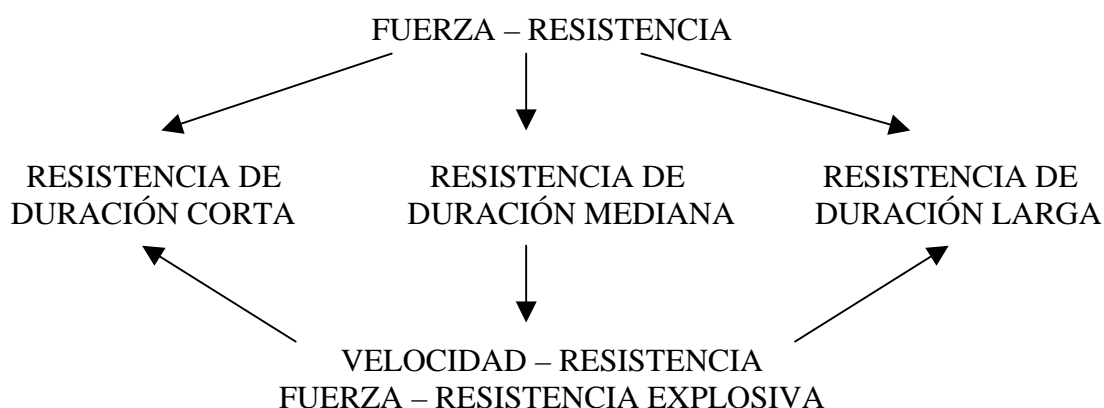 FUERZA – RESISTENCIA
RESISTENCIA DE
DURACIÓN CORTA
RESISTENCIA DE
DURACIÓN MEDIANA
RESISTENCIA DE
DURACIÓN LARGA
VELOCIDAD – RESISTENCIA
FUERZA – RESISTENCIA EXPLOSIVA